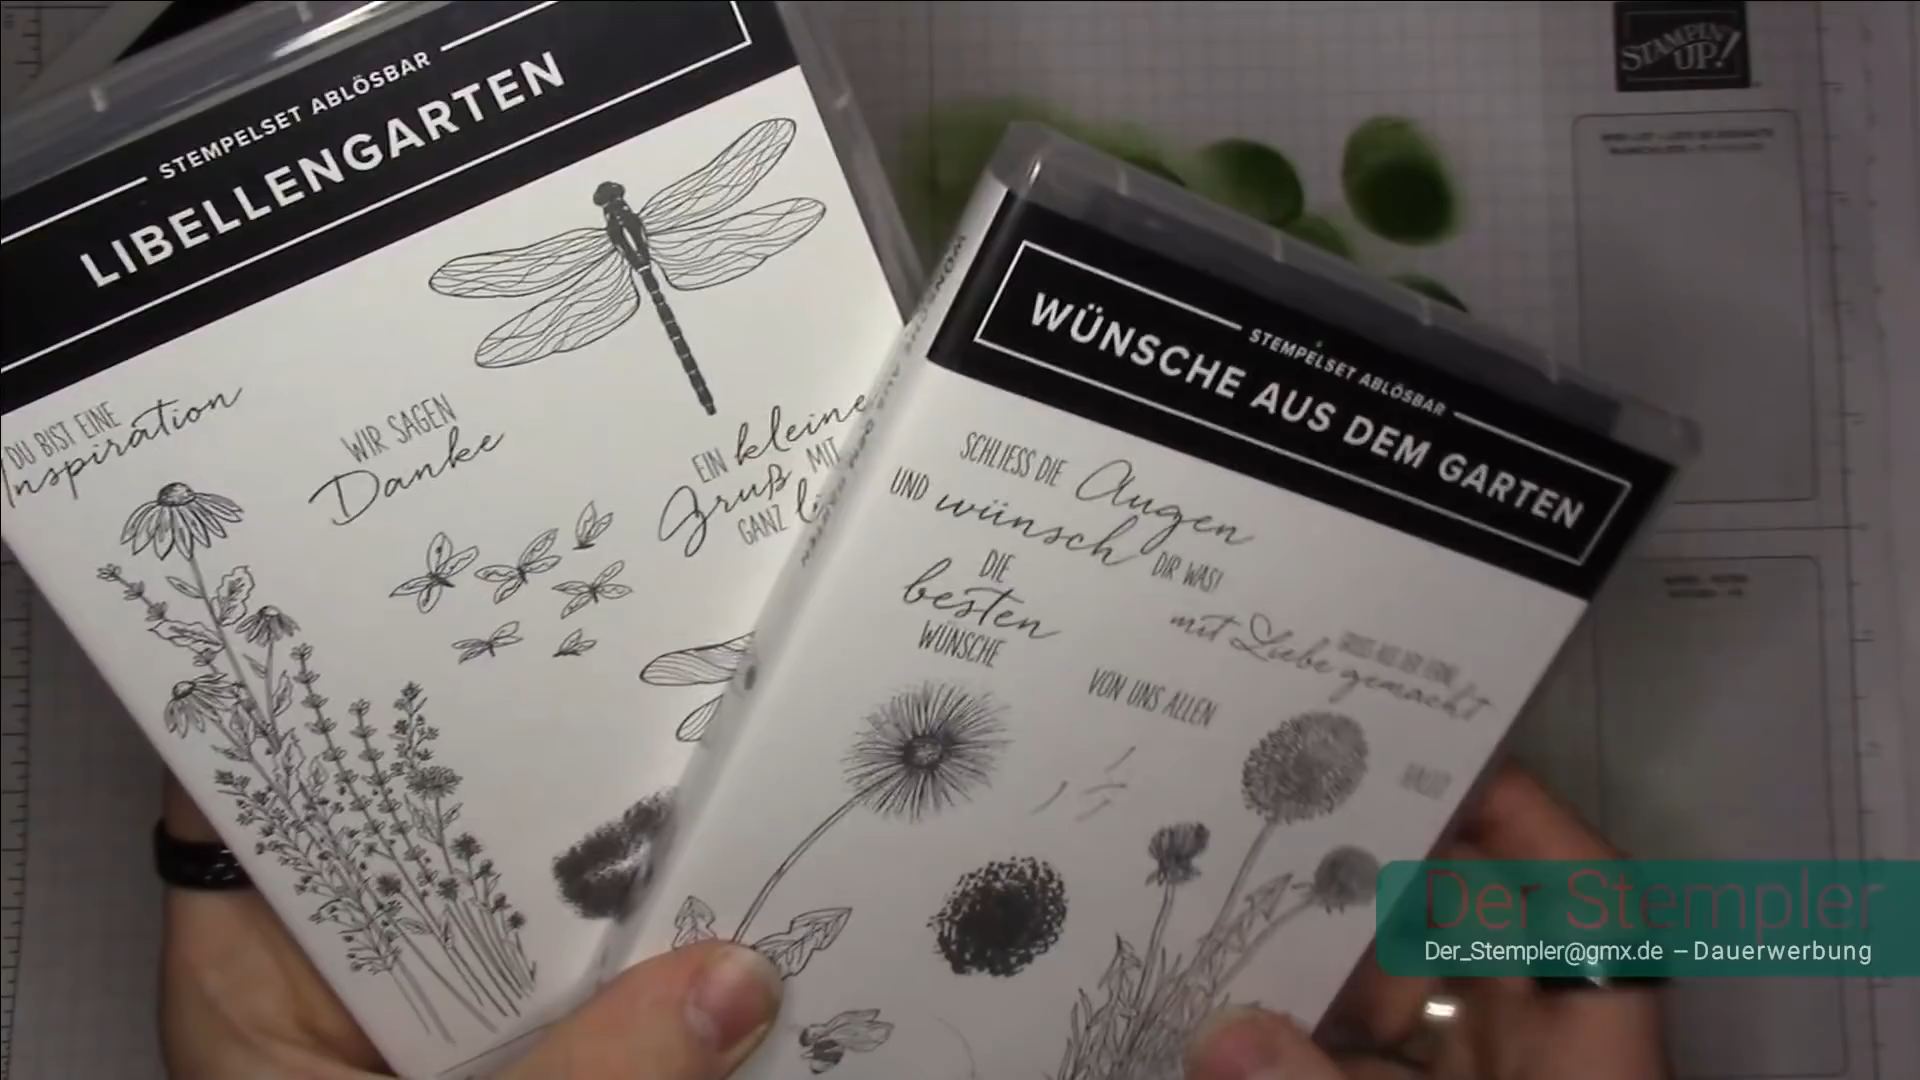 STEMPELSET ABLÖSBAR
LIBELLENGARTEN
DU BIST EINE
Inspiration
WIR SAGEN
Danke
EIN kleine
Gruß MIT
GANZ
STAMPIN'
UP!
STEMPELSET ABLÖSBAR
WÜNSCHE AUS DEM GARTEN
SCHLIESS DIE Augen
UND wünsch DIR WAS!
DIE
besten
WÜNSCHE
mit Liebe gemacht
VON UNS ALLEN
Der Stempler
Der_Stempler@gmx.de – Dauerwerbung